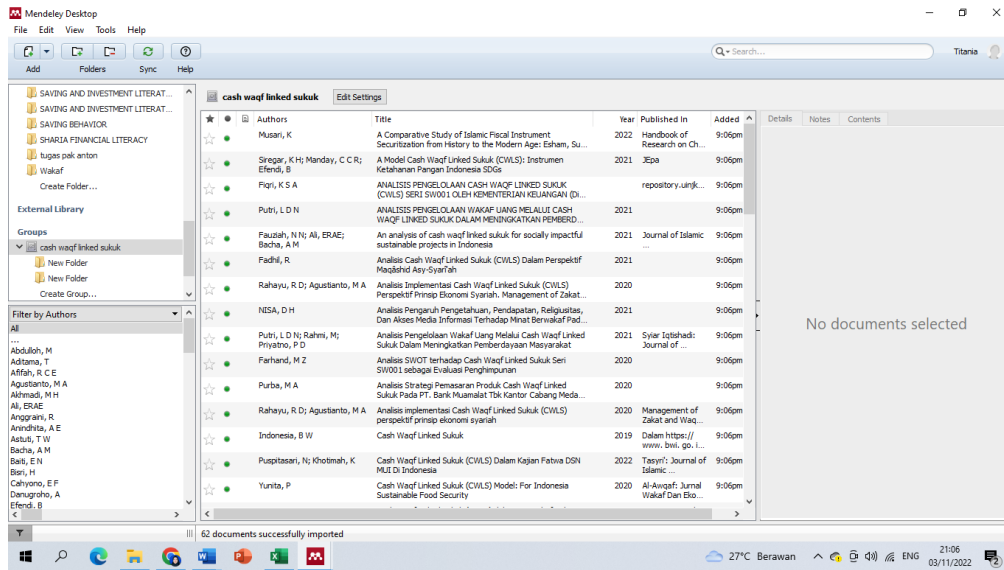 Mendeley Desktop
File Edit View Tools Help
Add Folders Sync Help
Search...
Titania
SAVING AND INVESTMENT LITERAT...
SAVING AND INVESTMENT LITERAT...
SAVING BEHAVIOR
SHARIA FINANCIAL LITERACY
tugas pak anton
Wakaf
Create Folder...
External Library
Groups
cash waqf linked sukuk
New Folder
New Folder
Create Group...
Filter by Authors
All
...
Abdulloh, M
Aditama, T
Afifah, R C E
Agustianto, M A
Akhmadi, M H
Ali, ERAE
Anggraini, R
Anindhita, A E
Astuti, T W
Bacha, A M
Baiti, E N
Bisri, H
Cahyono, E F
Danugroho, A
Efendi, B
cash waqf linked sukuk Edit Settings
Authors Title Year Published In Added
Musari, K A Comparative Study of Islamic Fiscal Instrument 2022 Handbook of 9:06pm
Securitization from History to the Modern Age: Esham, Su... Research on Ch...
Siregar, K H; Manday, C C R; A Model Cash Waqf Linked Sukuk (CWLS): Instrumen 2021 JEpa 9:06pm
Efendi, B Ketahanan Pangan Indonesia SDGs
Fiqri, K S A ANALISIS PENGELOLAAN CASH WAQF LINKED SUKUK repository.uinjk... 9:06pm
(CWLS) SERI SW001 OLEH KEMENTERIAN KEUANGAN (Di...
Putri, L D N ANALISIS PENGELOLAAN WAKAF UANG MELALUI CASH 2021 9:06pm
WAQF LINKED SUKUK DALAM MENINGKATKAN PEMBERD...
Fauziah, N N; Ali, ERAE; An analysis of cash waqf linked sukuk for socially impactful 2021 Journal of Islamic 9:06pm
Bacha, A M sustainable projects in Indonesia ...
Fadhil, R Analisis Cash Waqf Linked Sukuk (CWLS) Dalam Perspektif 2021 9:06pm
Maqâshid Asy-Syarî'ah
Rahayu, R D; Agustianto, M A Analisis Implementasi Cash Waqf Linked Sukuk (CWLS) 2020 9:06pm
Perspektif Prinsip Ekonomi Syariah. Management of Zakat...
NISA, D H Analisis Pengaruh Pengetahuan, Pendapatan, Religiusitas, 2021 9:06pm
Dan Akses Media Informasi Terhadap Minat Berwakaf Pad...
Putri, L D N; Rahmi, M; Analisis Pengelolaan Wakaf Uang Melalui Cash Waqf Linked 2021 Syiar Iqtishadi: 9:06pm
Priyatno, P D Sukuk Dalam Meningkatkan Pemberdayaan Masyarakat Journal of ...
Farhand, M Z Analisis SWOT terhadap Cash Waqf Linked Sukuk Seri 2020 9:06pm
SW001 sebagai Evaluasi Penghimpunan
Purba, M A Analisis Strategi Pemasaran Produk Cash Waqf Linked 2020 9:06pm
Sukuk Pada PT. Bank Muamalat Tbk Kantor Cabang Meda...
Rahayu, R D; Agustianto, M A Analisis implementasi Cash Waqf Linked Sukuk (CWLS) 2020 Management of 9:06pm
perspektif prinsip ekonomi syariah Zakat and Waq...
Indonesia, B W Cash Waqf Linked Sukuk 2019 Dalam https:// 9:06pm
www. bwi. go. i...
Puspitasari, N; Khotimah, K Cash Waqf Linked Sukuk (CWLS) Dalam Kajian Fatwa DSN 2022 Tasyri': Journal of 9:06pm
MUI Di Indonesia Islamic ...
Yunita, P Cash Waqf Linked Sukuk (CWLS) Model: For Indonesia 2020 Al-Awqaf: Jurnal 9:06pm
Sustainable Food Security Wakaf Dan Eko...
Details Notes Contents
No documents selected
62 documents successfully imported
27°C Berawan ENG 21:06
03/11/2022 2